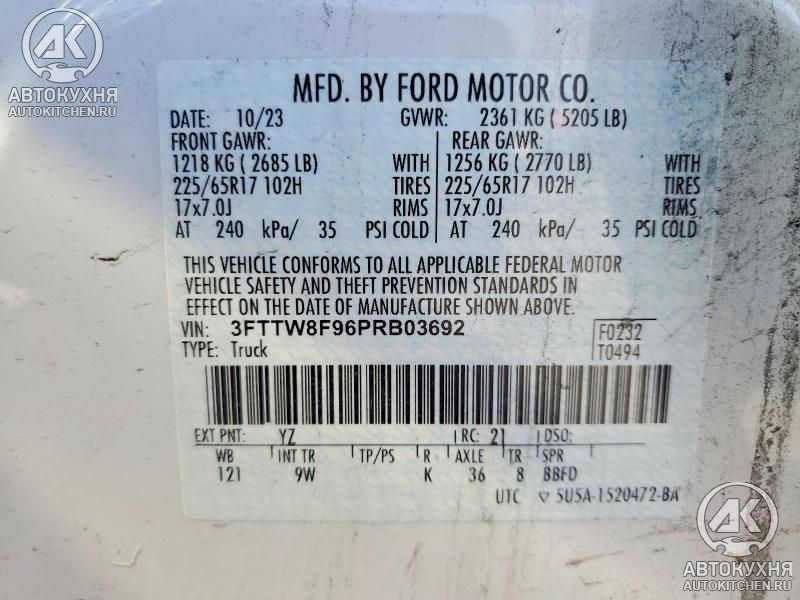 AK
АВТОКУХНЯ
AUTOKITCHEN.RU
MFD. BY FORD MOTOR CO.
DATE: 10/23 GVWR: 2361 KG ( 5205 LB)
FRONT GAWR: REAR GAWR:
1218 KG ( 2685 LB) WITH 1256 KG ( 2770 LB) WITH
225/65R17 102H TIRES 225/65R17 102H TIRES
17x7.0J RIMS 17x7.0J RIMS
AT 240 kPa/ 35 PSI COLD AT 240 kPa/ 35 PSI COLD
THIS VEHICLE CONFORMS TO ALL APPLICABLE FEDERAL MOTOR
VEHICLE SAFETY AND THEFT PREVENTION STANDARDS IN
EFFECT ON THE DATE OF MANUFACTURE SHOWN ABOVE.
VIN: 3FTTW8F96PRB03692 F0232
TYPE: Truck T0494
EXT PNT: YZ RC: 21 DSO:
WB INT TR TP/PS R AXLE TR SPR
121 9W K 36 8 BBFD
UTC ▽ 5U5A-1520472-BA
AK
АВТОКУХНЯ
AUTOKITCHEN.RU